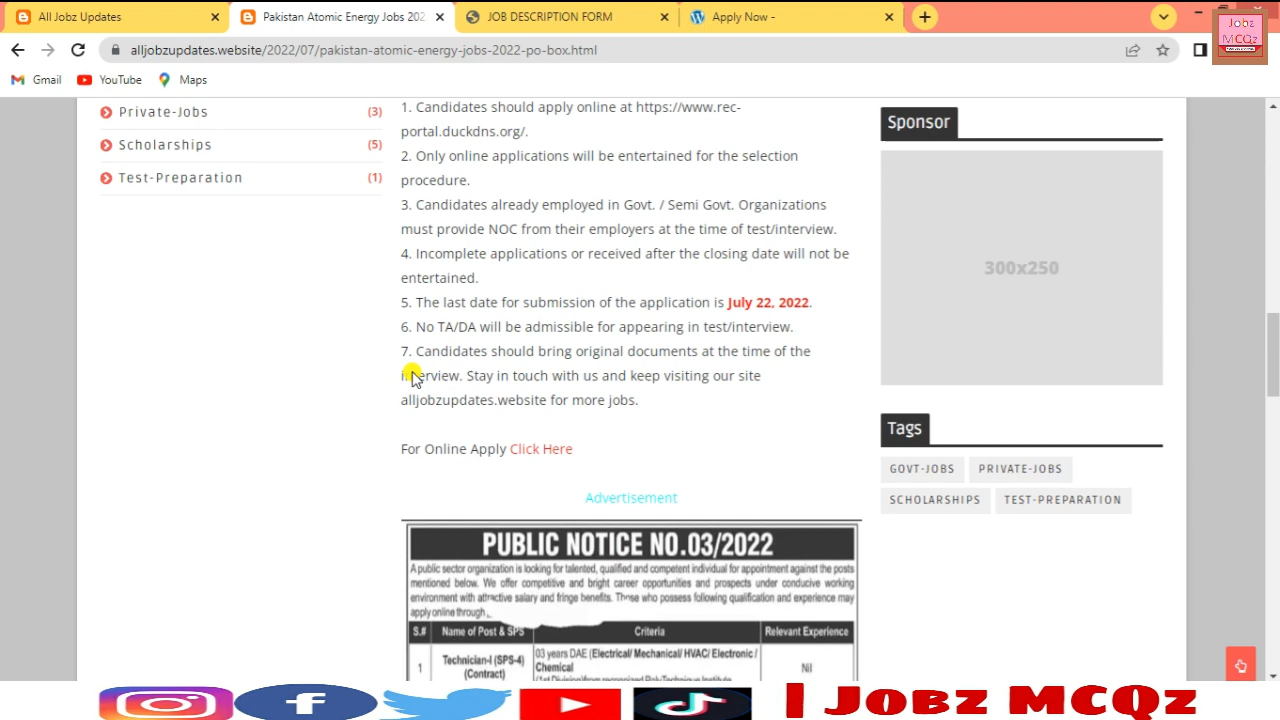 All Jobz Updates
Pakistan Atomic Energy Jobs 202
JOB DESCRIPTION FORM
Apply Now -
Jobz
MCQz
alljobzupdates.website/2022/07/pakistan-atomic-energy-jobs-2022-po-box.html
Gmail
YouTube
Maps
Private-Jobs (3)
Scholarships (5)
Test-Preparation (1)
1. Candidates should apply online at https://www.rec-
portal.duckdns.org/.
2. Only online applications will be entertained for the selection
procedure.
3. Candidates already employed in Govt. / Semi Govt. Organizations
must provide NOC from their employers at the time of test/interview.
4. Incomplete applications or received after the closing date will not be
entertained.
5. The last date for submission of the application is July 22, 2022.
6. No TA/DA will be admissible for appearing in test/interview.
7. Candidates should bring original documents at the time of the
interview. Stay in touch with us and keep visiting our site
alljobzupdates.website for more jobs.
For Online Apply Click Here
Advertisement
PUBLIC NOTICE NO.03/2022
A public sector organization is looking for talented, qualified and competent individual for appointment against the posts
mentioned below. We offer competitive and bright career opportunities and prospects under conducive working
environment with attractive salary and fringe benefits. Those who possess following qualification and experience may
apply online through
S.# Name of Post & SPS Criteria Relevant Experience
1 Technician-I (SPS-4) (Contract) 03 years DAE (Electrical/ Mechanical/ HVAC/ Electronic / Nil
Chemical
(1st Division) from recognized Poly Technique Institute
Sponsor
300x250
Tags
GOVT-JOBS PRIVATE-JOBS
SCHOLARSHIPS TEST-PREPARATION
| Jobz MCQz